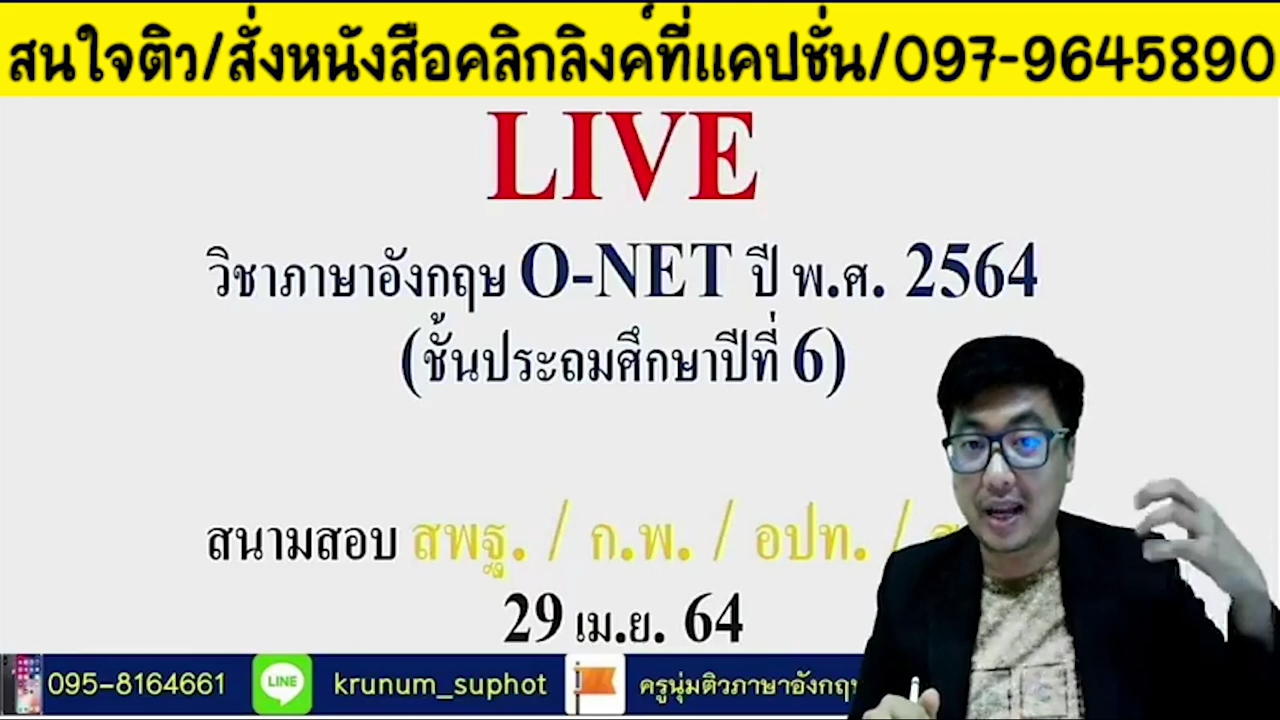 สนใจติว/สั่งหนังสือคลิกลิงค์ที่แคปชั่น/097-9645890
LIVE
วิชาภาษาอังกฤษ O-NET ปี พ.ศ. 2564
(ชั้นประถมศึกษาปีที่ 6)
สนามสอบ สพฐ. / ก.พ. / อปท. /
29 เม.ย. 64
095-8164661 LINE krunum_suphot ครูนุ่มติวภาษาอังกฤษ